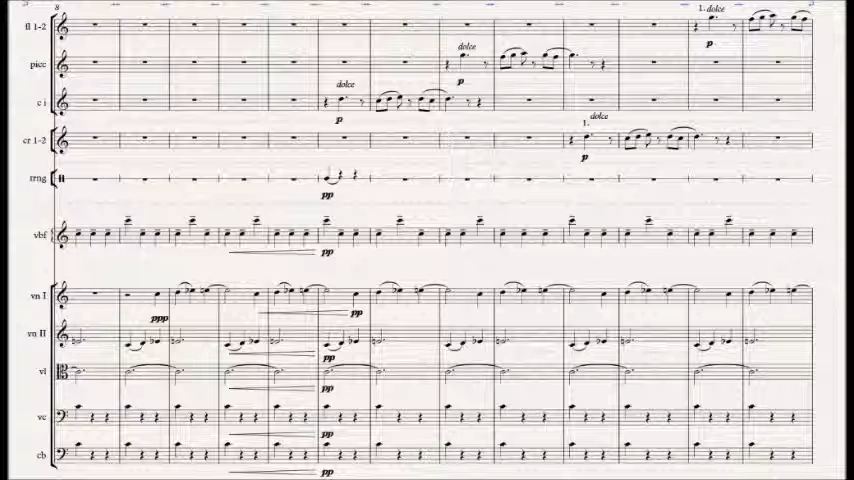 8
fl 1-2
1. dolce
p
picc
dolce
p
c i
dolce
p
cr 1-2
dolce
1.
p
trng
pp
vbf
pp
vn I
ppp
pp
vn II
pp
vl
pp
vc
pp
cb
pp